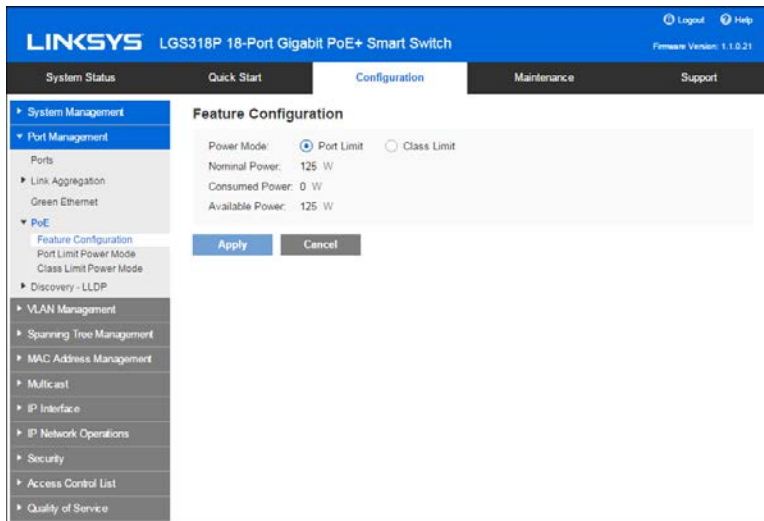 Logout Help
LINKSYS LGS318P 18-Port Gigabit PoE+ Smart Switch
Firmware Version: 1.1.0.21
System Status Quick Start Configuration Maintenance Support
System Management
Port Management
Ports
Link Aggregation
Green Ethernet
PoE
Feature Configuration
Port Limit Power Mode
Class Limit Power Mode
Discovery - LLDP
VLAN Management
Spanning Tree Management
MAC Address Management
Multicast
IP Interface
IP Network Operations
Security
Access Control List
Quality of Service
Feature Configuration
Power Mode: Port Limit Class Limit
Nominal Power: 125 W
Consumed Power: 0 W
Available Power: 125 W
Apply Cancel